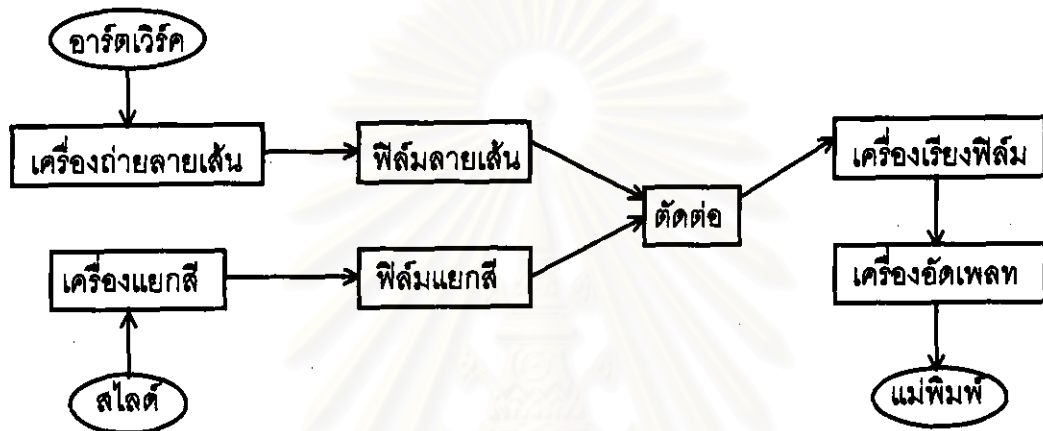 อาร์ตเวิร์ค
เครื่องถ่ายลายเส้น
ฟิล์มลายเส้น
เครื่องเรียงฟิล์ม
ตัดต่อ
เครื่องแยกสี
ฟิล์มแยกสี
เครื่องอัดเพลท
สไลด์
แม่พิมพ์